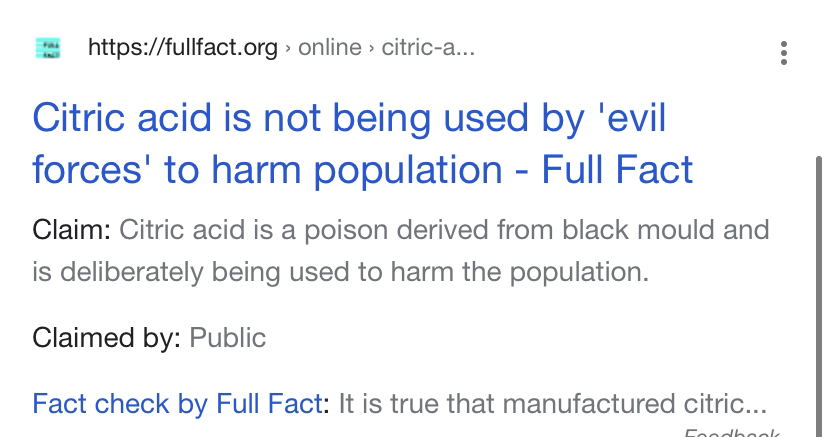 https://fullfact.org › online › citric-a...
Citric acid is not being used by 'evil
forces' to harm population - Full Fact
Claim: Citric acid is a poison derived from black mould and
is deliberately being used to harm the population.
Claimed by: Public
Fact check by Full Fact: It is true that manufactured citric...
Feedback